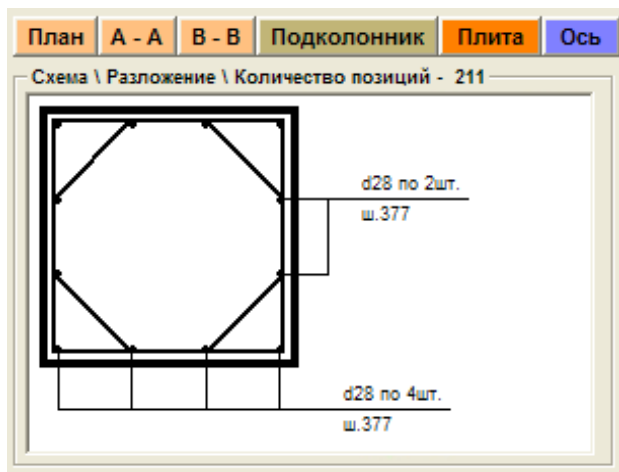 План A - A B - B Подколонник Плита Ось
Схема \ Разложение \ Количество позиций - 211
d28 по 2шт.
ш.377
d28 по 4шт.
ш.377